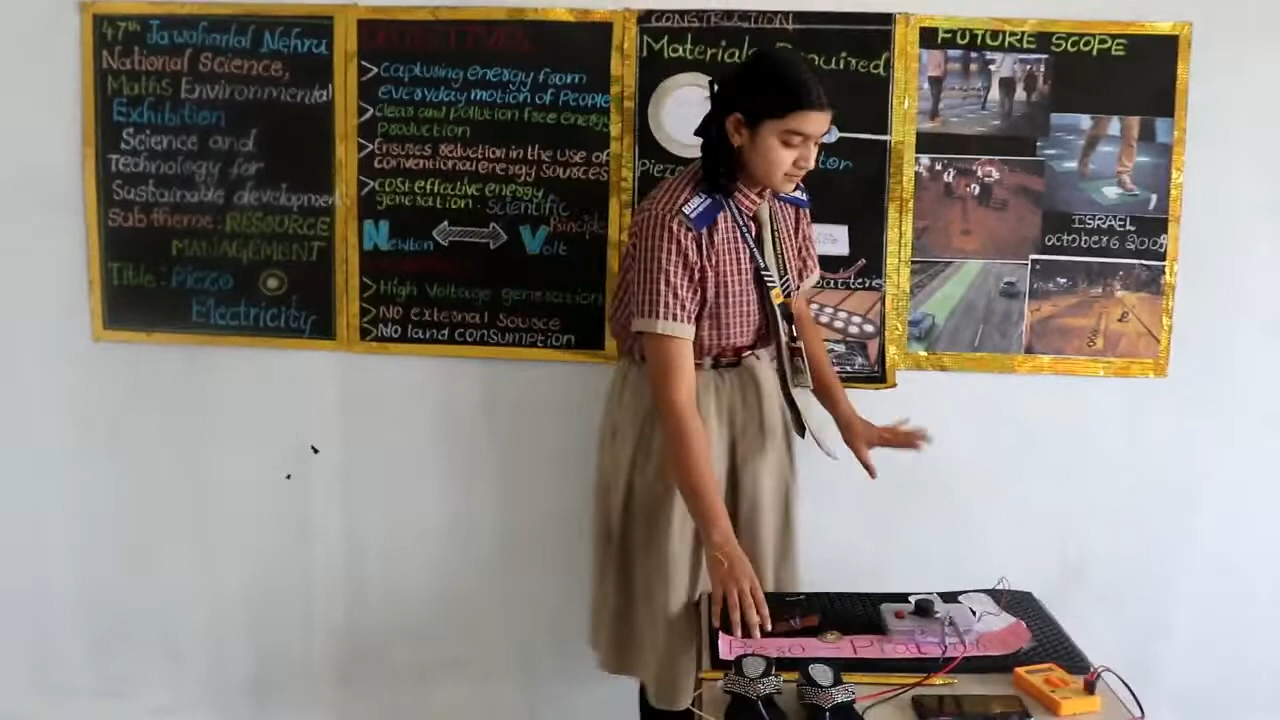 47th Jawaharlal Nehru
National Science,
Maths Environmental
Exhibition
Science and
Technology for
Sustainable development
Sub theme: RESOURCE
MANAGEMENT
Title: Piezo
Electricity
OBJECTIVES
>capturing energy from
everyday motion of PEOPLE
>Clear and pollution free energy
production
>Ensures reduction in the use of
conventional energy sources
>cost effective energy
generation. Scientific
Principle
Newton Volt
>High Voltage generation
>No external source
>No land consumption
CONSTRUCTION
Materials Required
Piezo
batteries
FUTURE SCOPE
ISRAEL
october 6 2009
Piezo - Platform